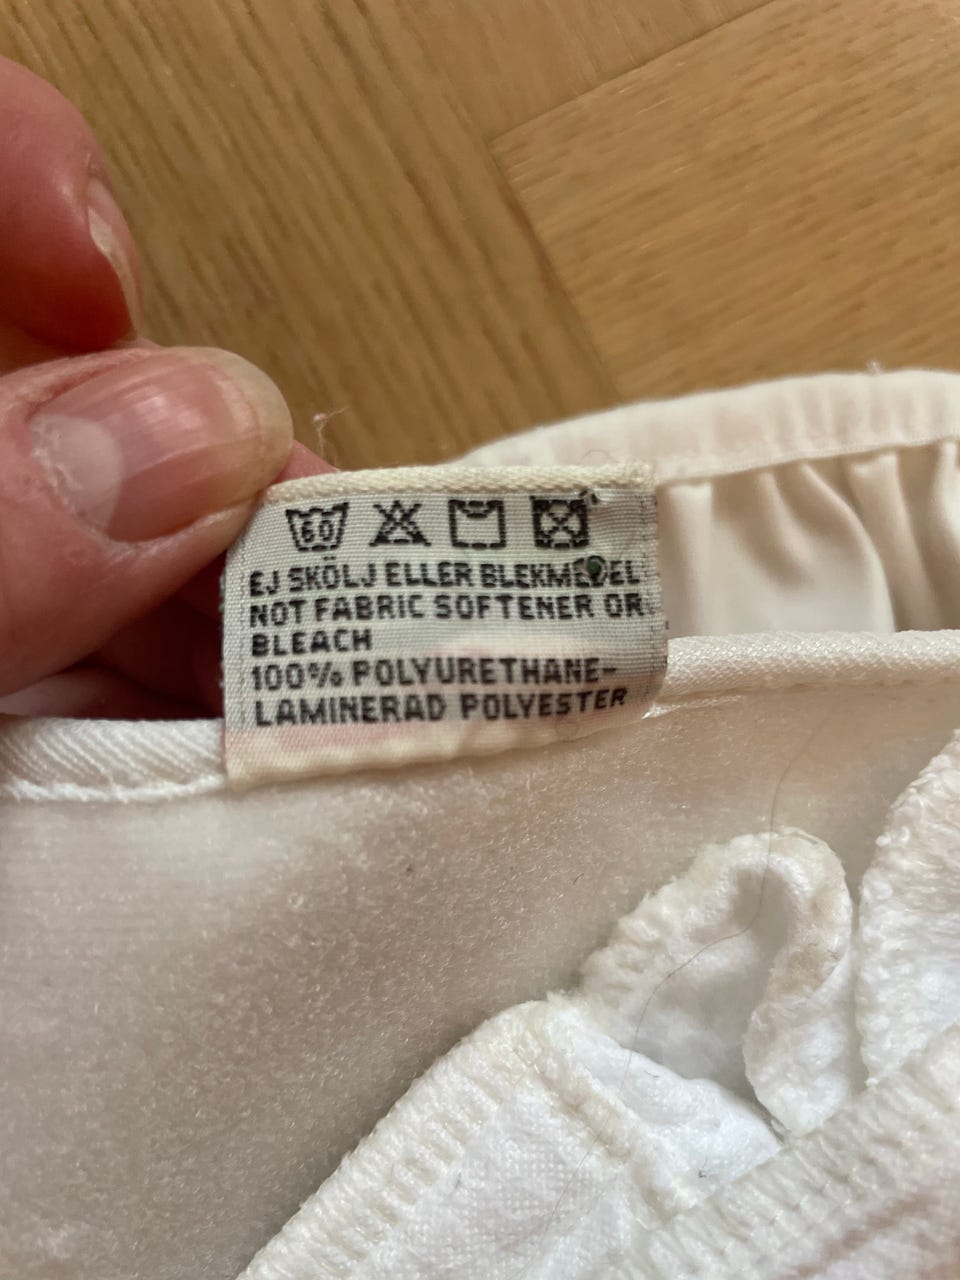 60
EJ SKÖLJ ELLER BLEKMEDEL
NOT FABRIC SOFTENER OR
BLEACH
100% POLYURETHANE-
LAMINERAD POLYESTER